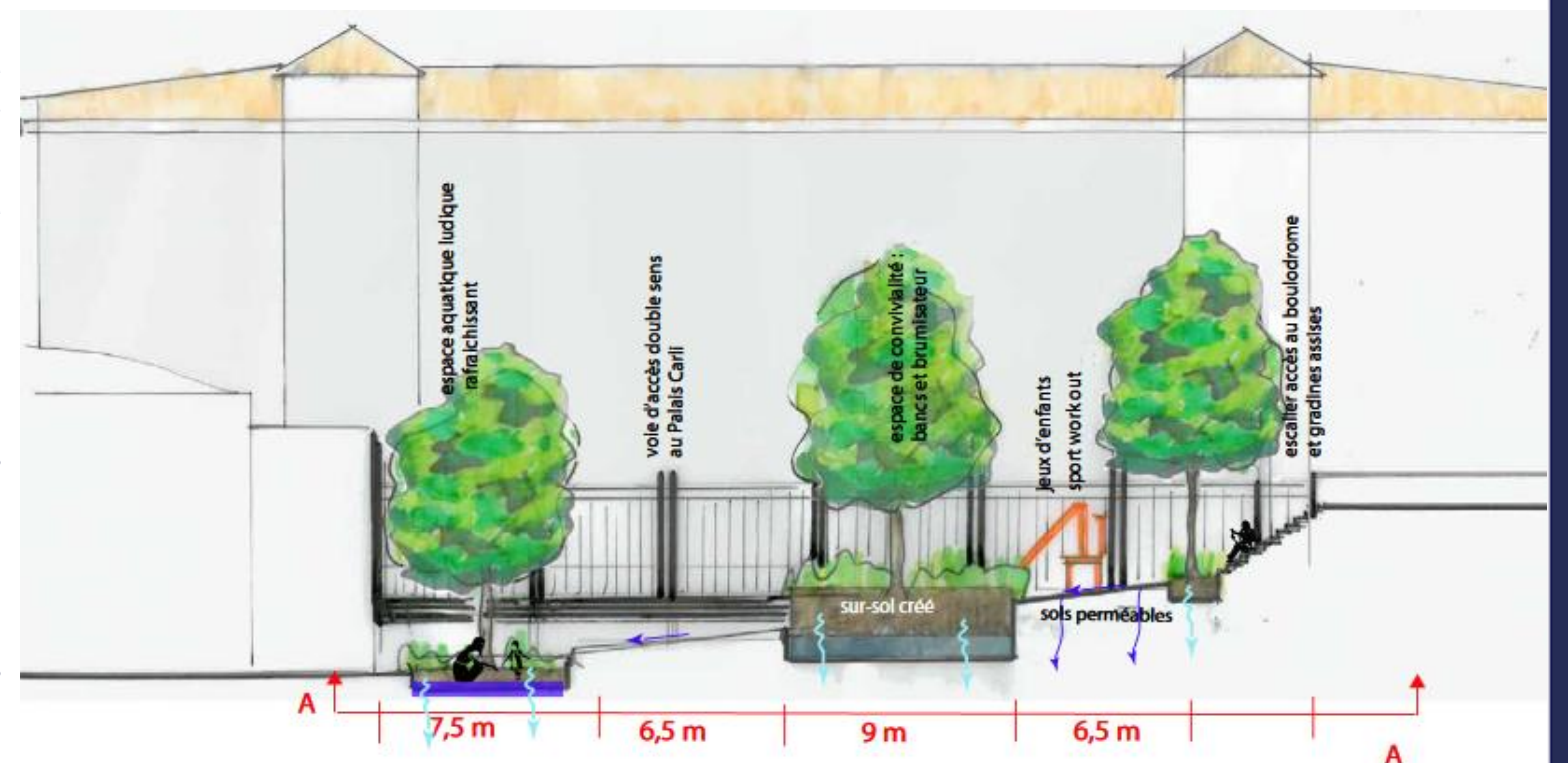 espace aquatique ludique
rafraichissant
voie d'accès double sens
au Palais Carli
espace de convivialité :
bancs et brumisateur
jeux d'enfants
sport work out
escalier accès au boulodrome
et gradines assises
sur-sol créé
sols perméables
A
7,5 m
6,5 m
9 m
6,5 m
A